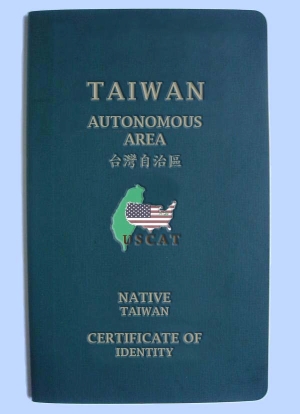 TAIWAN
AUTONOMOUS
AREA
台灣自治區
USCAT
NATIVE
TAIWAN
CERTIFICATE OF
IDENTITY